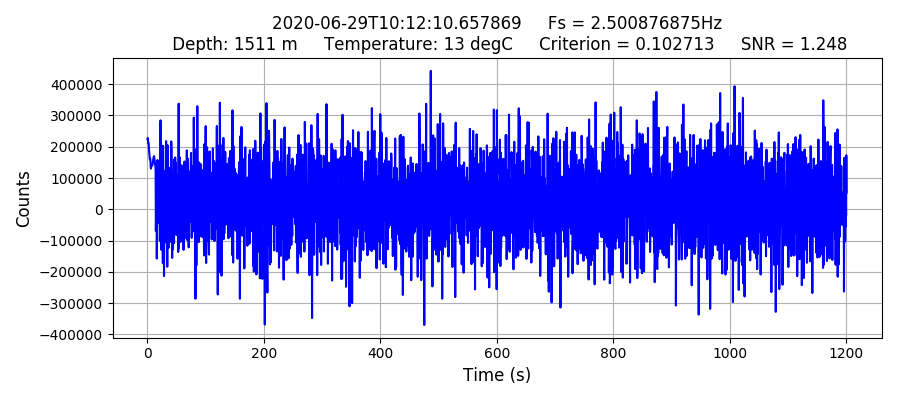 2020-06-29T10:12:10.657869 Fs = 2.500876875Hz
Depth: 1511 m Temperature: 13 degC Criterion = 0.102713 SNR = 1.248
Counts
400000
300000
200000
100000
0
−100000
−200000
−300000
−400000
0 200 400 600 800 1000 1200
Time (s)